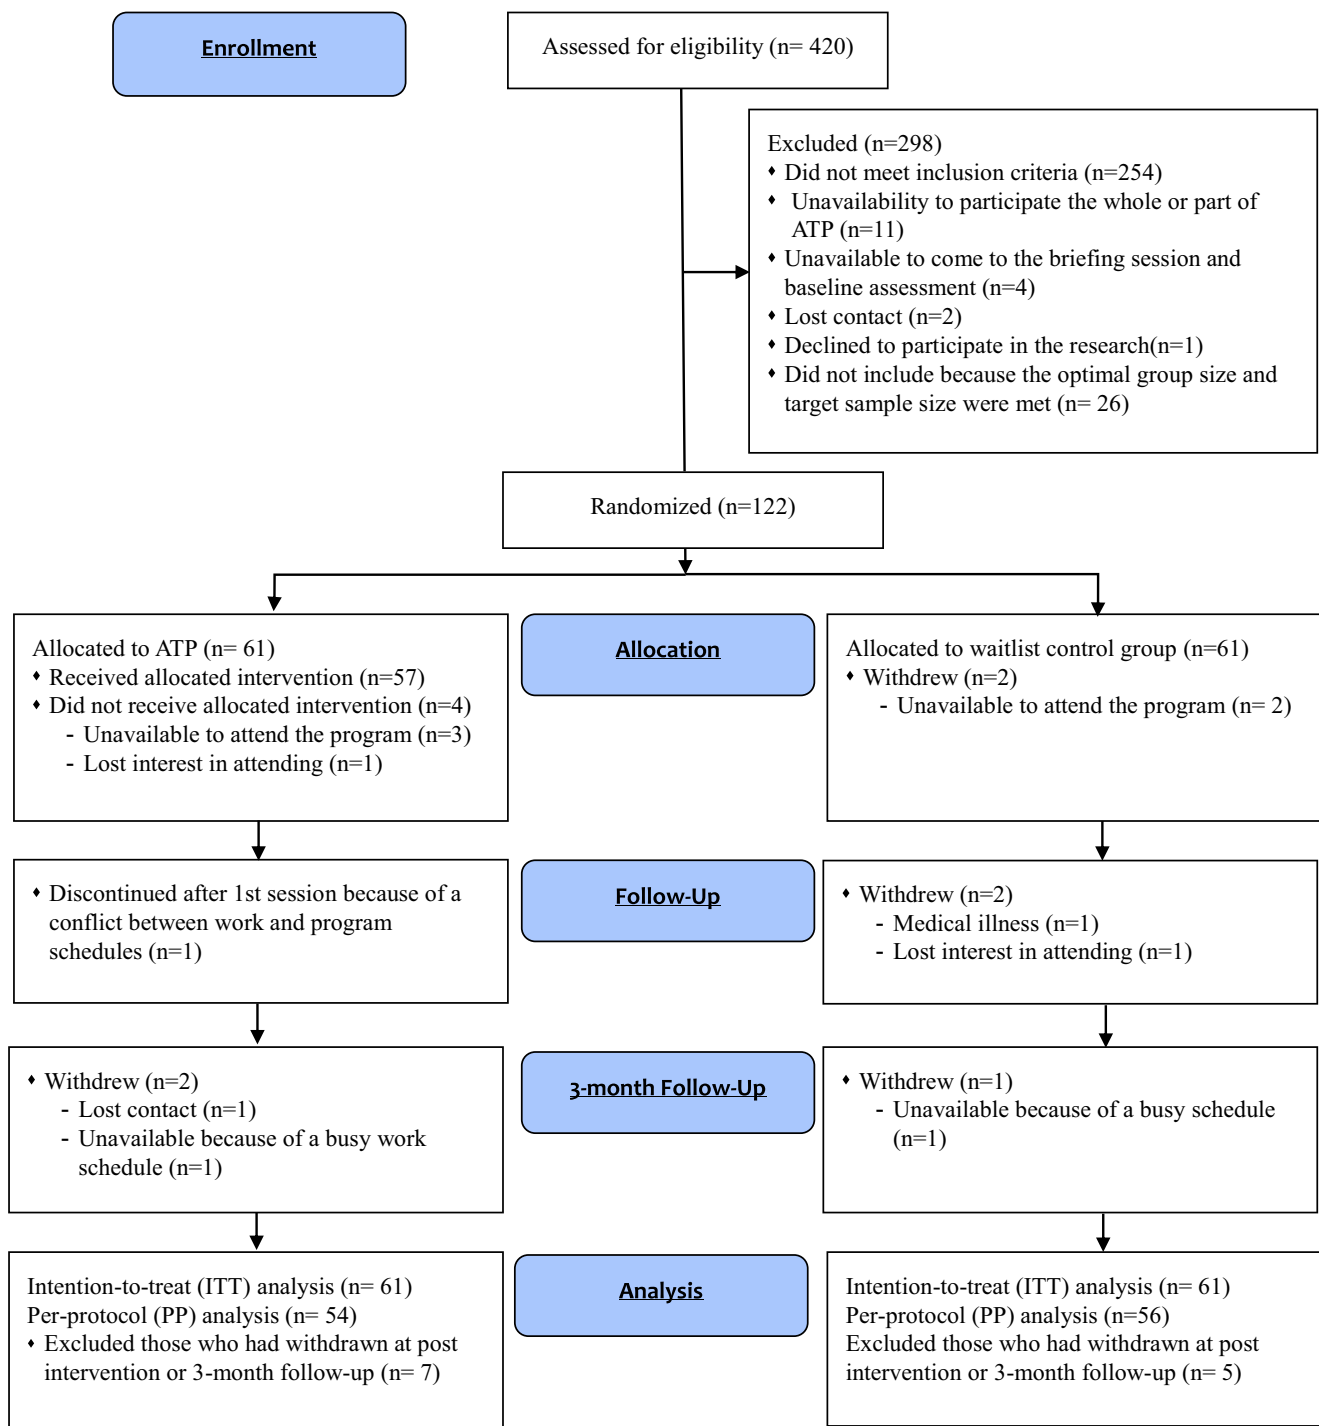 Enrollment
Assessed for eligibility (n= 420)
Excluded (n=298)
♦ Did not meet inclusion criteria (n=254)
♦ Unavailability to participate the whole or part of
ATP (n=11)
♦ Unavailable to come to the briefing session and
baseline assessment (n=4)
♦ Lost contact (n=2)
♦ Declined to participate in the research(n=1)
♦ Did not include because the optimal group size and
target sample size were met (n= 26)
Randomized (n=122)
Allocated to ATP (n= 61)
♦ Received allocated intervention (n=57)
♦ Did not receive allocated intervention (n=4)
- Unavailable to attend the program (n=3)
- Lost interest in attending (n=1)
Allocation
Allocated to waitlist control group (n=61)
♦ Withdrew (n=2)
- Unavailable to attend the program (n= 2)
♦ Discontinued after 1st session because of a
conflict between work and program
schedules (n=1)
Follow-Up
♦ Withdrew (n=2)
- Medical illness (n=1)
- Lost interest in attending (n=1)
♦ Withdrew (n=2)
- Lost contact (n=1)
- Unavailable because of a busy work
schedule (n=1)
3-month Follow-Up
♦ Withdrew (n=1)
- Unavailable because of a busy schedule
(n=1)
Intention-to-treat (ITT) analysis (n= 61)
Per-protocol (PP) analysis (n= 54)
♦ Excluded those who had withdrawn at post
intervention or 3-month follow-up (n= 7)
Analysis
Intention-to-treat (ITT) analysis (n= 61)
Per-protocol (PP) analysis (n=56)
Excluded those who had withdrawn at post
intervention or 3-month follow-up (n= 5)